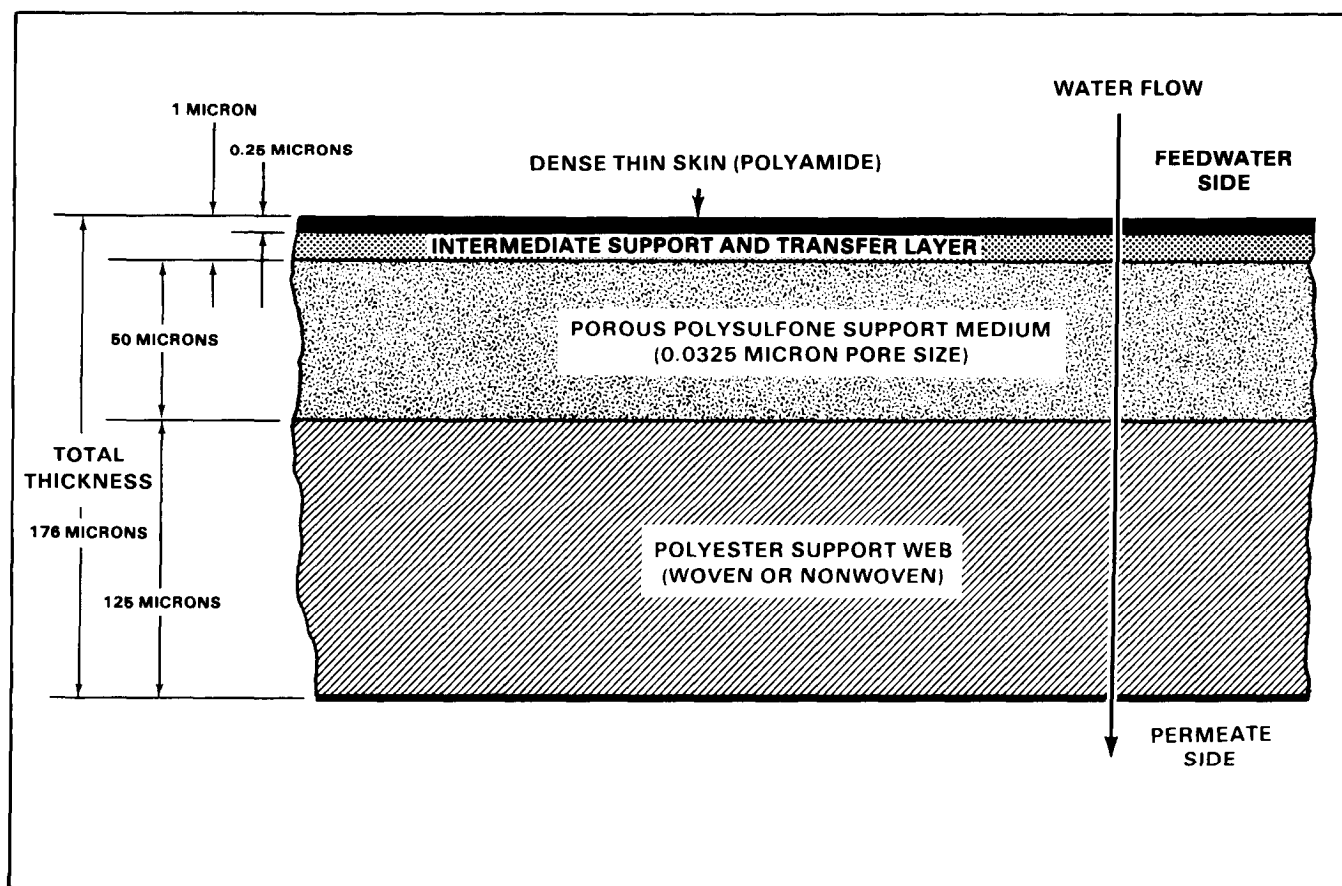 WATER FLOW
1 MICRON
0.25 MICRONS
DENSE THIN SKIN (POLYAMIDE)
FEEDWATER
SIDE
INTERMEDIATE SUPPORT AND TRANSFER LAYER
POROUS POLYSULFONE SUPPORT MEDIUM
(0.0325 MICRON PORE SIZE)
50 MICRONS
TOTAL
THICKNESS
176 MICRONS
POLYESTER SUPPORT WEB
(WOVEN OR NONWOVEN)
125 MICRONS
PERMEATE
SIDE